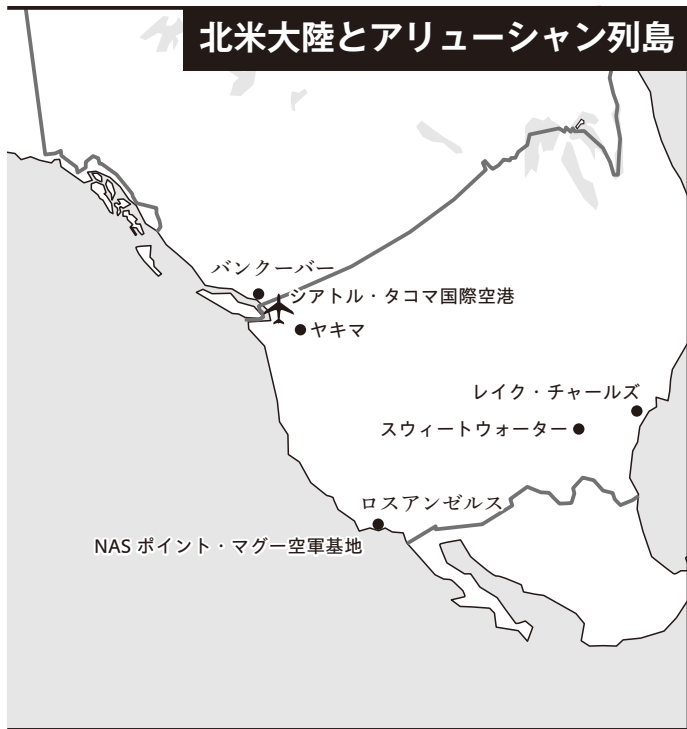 北米大陸とアリューシャン列島
バンクーバー
シアトル・タコマ国際空港
ヤキマ
レイク・チャールズ
スウィートウォーター
ロスアンゼルス
NAS ポイント・マグー空軍基地